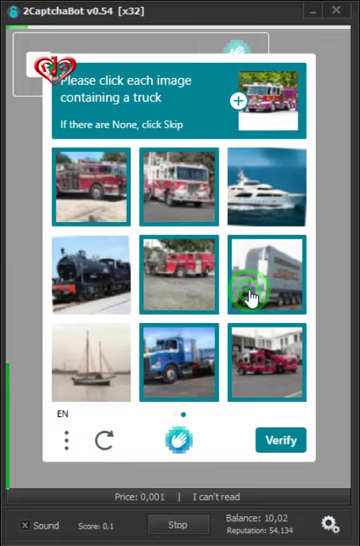 2CaptchaBot v0.54 [x32]
Please click each image
containing a truck
If there are None, click Skip
EN
Verify
Price: 0,001 | I can't read
Sound
Score: 0,1
Stop
Balance: 10,02
Reputation: 54.134